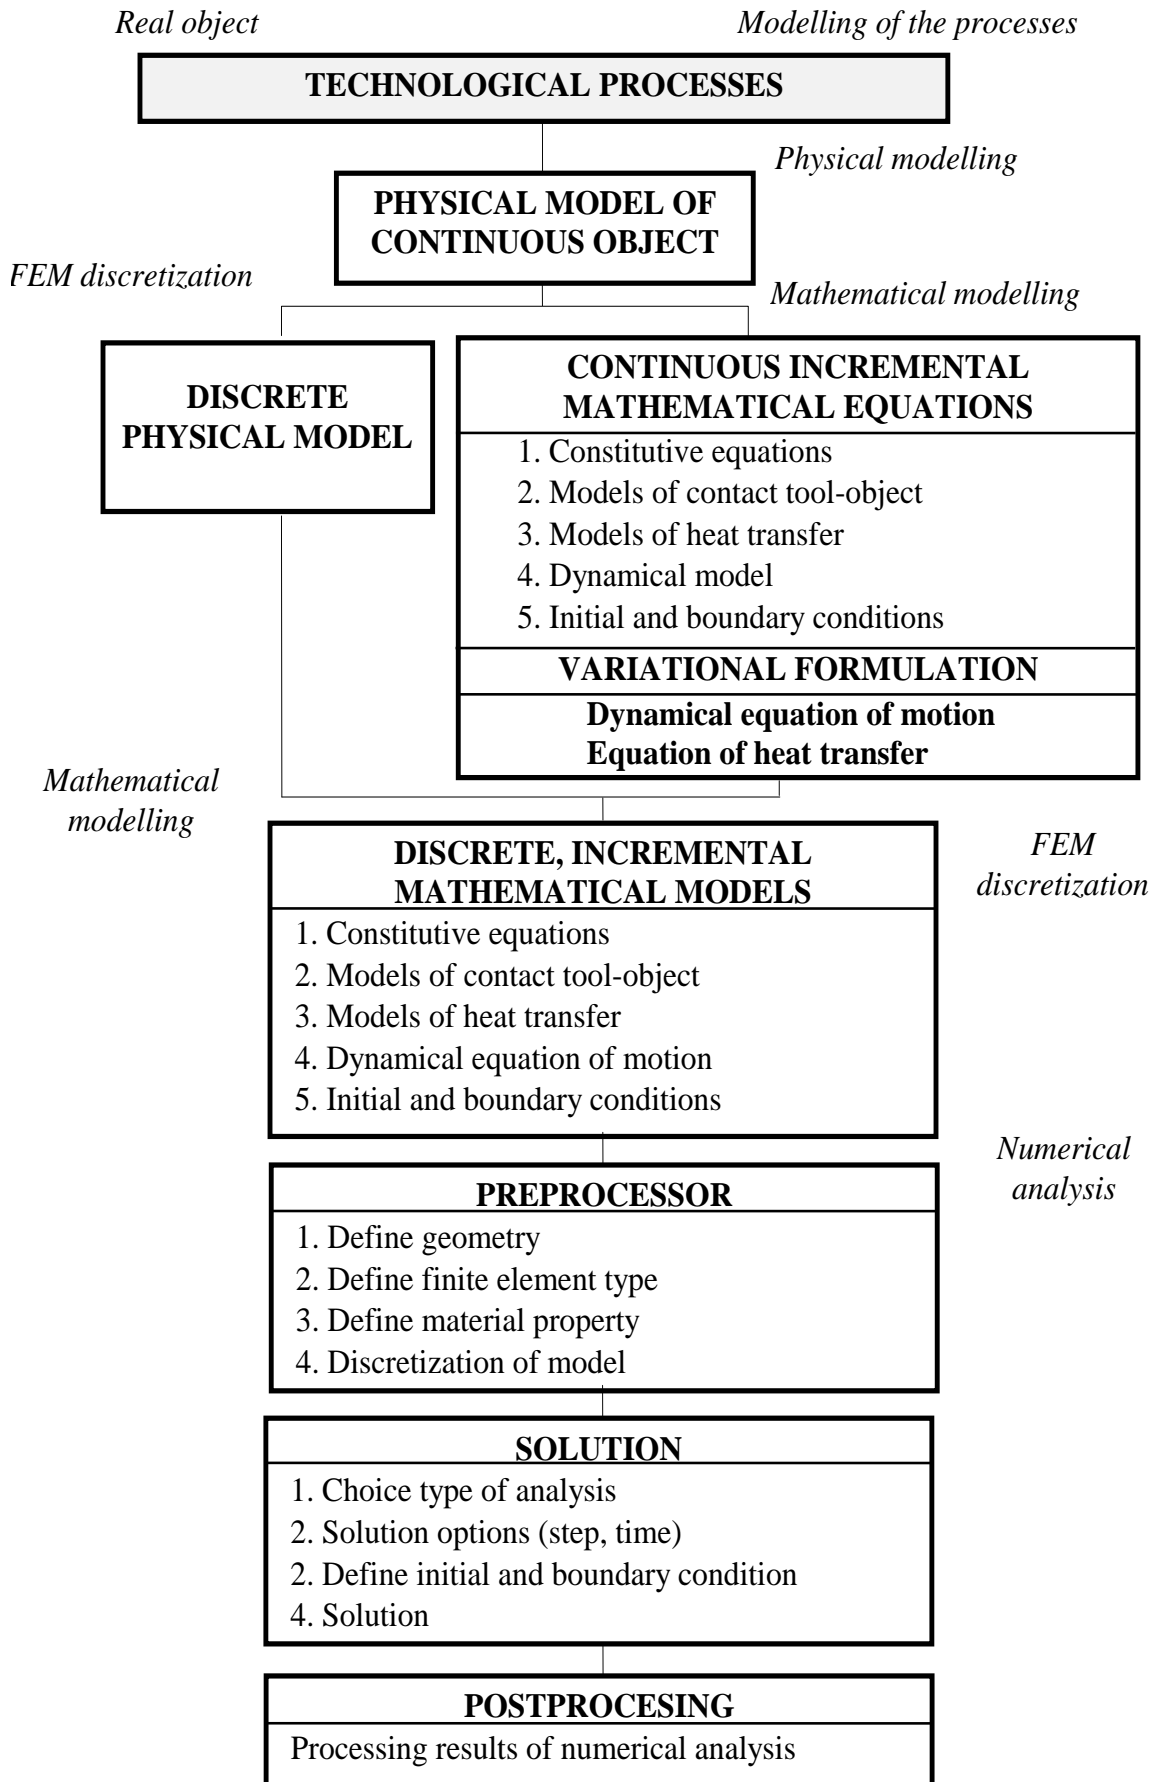 Real object
Modelling of the processes
TECHNOLOGICAL PROCESSES
Physical modelling
PHYSICAL MODEL OF
CONTINUOUS OBJECT
FEM discretization
Mathematical modelling
DISCRETE
PHYSICAL MODEL
CONTINUOUS INCREMENTAL
MATHEMATICAL EQUATIONS
1. Constitutive equations
2. Models of contact tool-object
3. Models of heat transfer
4. Dynamical model
5. Initial and boundary conditions
VARIATIONAL FORMULATION
Dynamical equation of motion
Equation of heat transfer
Mathematical
modelling
DISCRETE, INCREMENTAL
MATHEMATICAL MODELS
FEM
discretization
1. Constitutive equations
2. Models of contact tool-object
3. Models of heat transfer
4. Dynamical equation of motion
5. Initial and boundary conditions
Numerical
analysis
PREPROCESSOR
1. Define geometry
2. Define finite element type
3. Define material property
4. Discretization of model
SOLUTION
1. Choice type of analysis
2. Solution options (step, time)
2. Define initial and boundary condition
4. Solution
POSTPROCESING
Processing results of numerical analysis